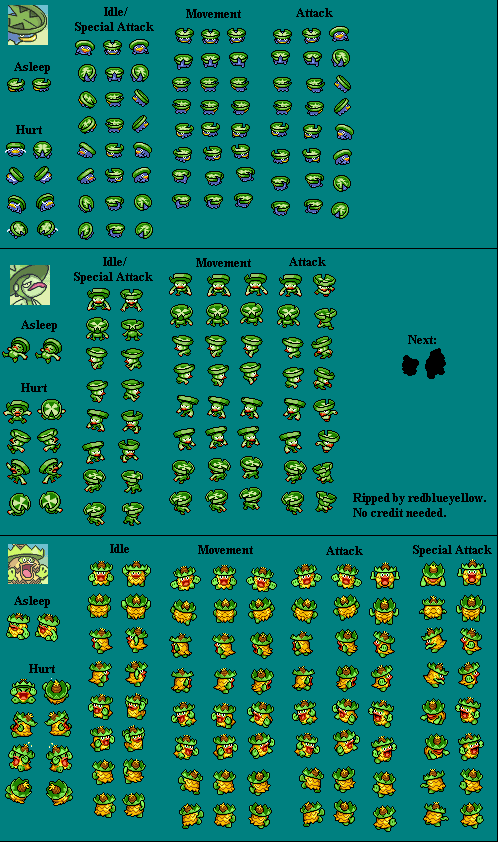 Idle/
Special Attack
Movement
Attack
Asleep
Hurt
Idle/
Special Attack
Movement
Attack
Asleep
Next:
Hurt
Ripped by redblueyellow.
No credit needed.
Idle
Movement
Attack
Special Attack
Asleep
Hurt